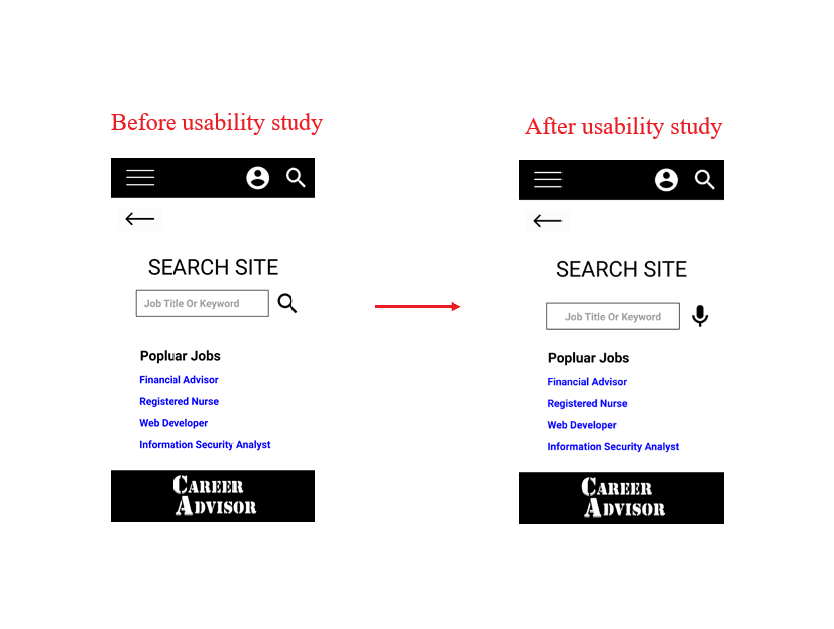 Before usability study
After usability study
SEARCH SITE
Job Title Or Keyword
Popluar Jobs
Financial Advisor
Registered Nurse
Web Developer
Information Security Analyst
CAREER
ADVISOR
SEARCH SITE
Job Title Or Keyword
Popluar Jobs
Financial Advisor
Registered Nurse
Web Developer
Information Security Analyst
CAREER
ADVISOR